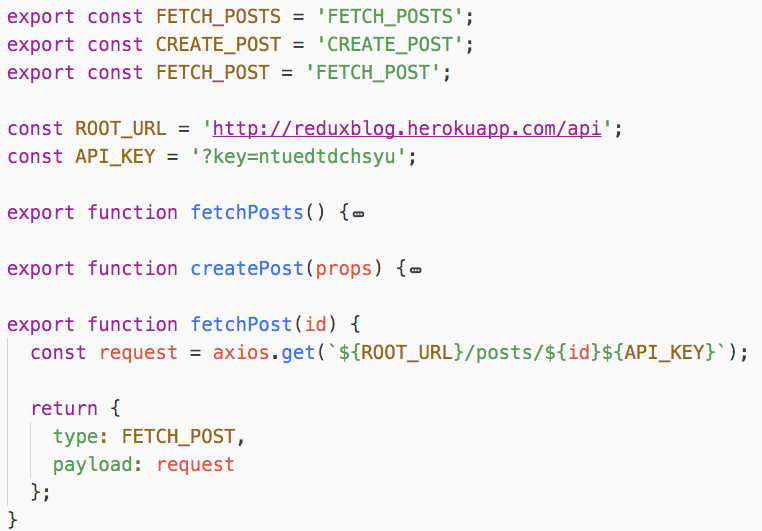 export const FETCH_POSTS = 'FETCH_POSTS';
export const CREATE_POST = 'CREATE_POST';
export const FETCH_POST = 'FETCH_POST';

const ROOT_URL = 'http://reduxblog.herokuapp.com/api';
const API_KEY = '?key=ntuedtdchsyu';

export function fetchPosts() {…

export function createPost(props) {…

export function fetchPost(id) {
  const request = axios.get(`${ROOT_URL}/posts/${id}${API_KEY}`);

  return {
    type: FETCH_POST,
    payload: request
  };
}